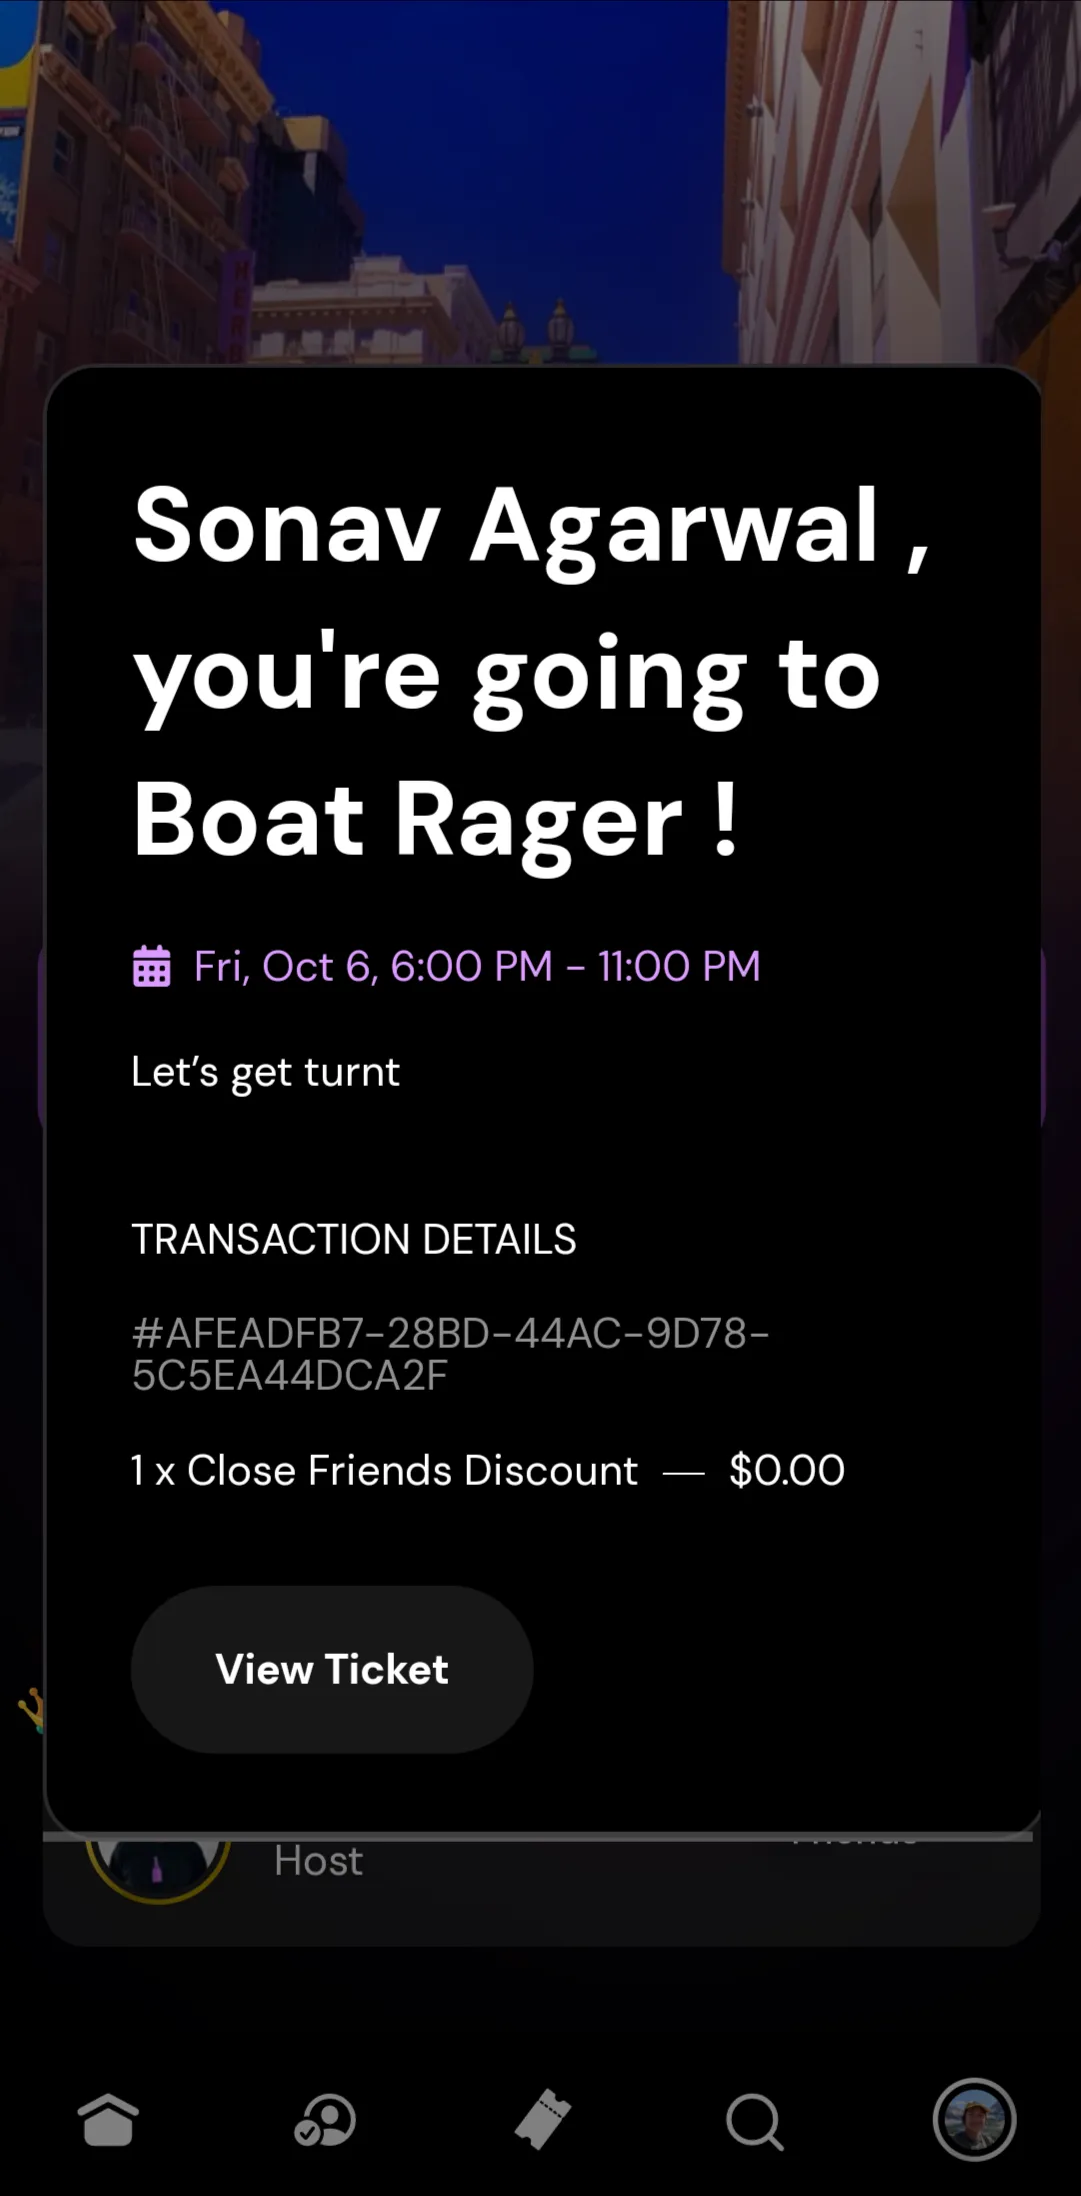 Sonav Agarwal ,
you're going to
Boat Rager !
Fri, Oct 6, 6:00 PM - 11:00 PM
Let’s get turnt
TRANSACTION DETAILS
#AFEADFB7-28BD-44AC-9D78-
5C5EA44DCA2F
1 x Close Friends Discount — $0.00
View Ticket
Host